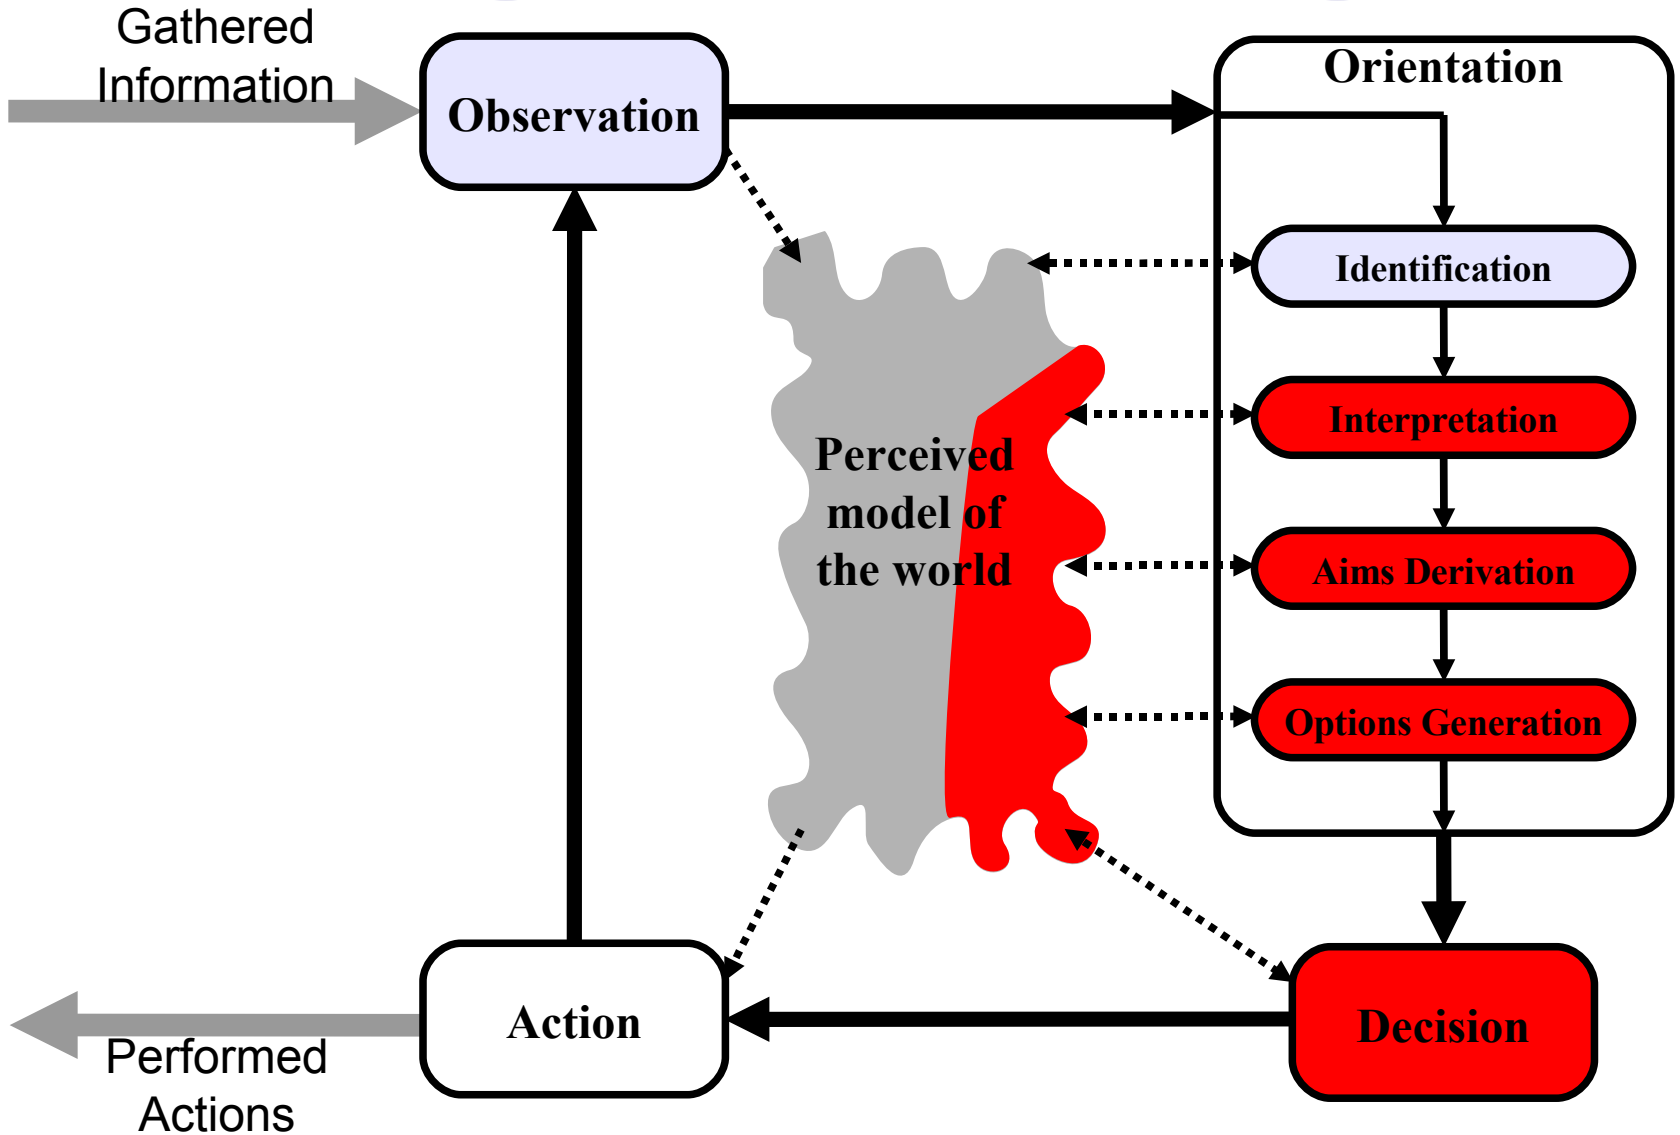 Gathered
Information
Observation
Orientation
Identification
Interpretation
Aims Derivation
Options Generation
Perceived
model of
the world
Action
Decision
Performed
Actions